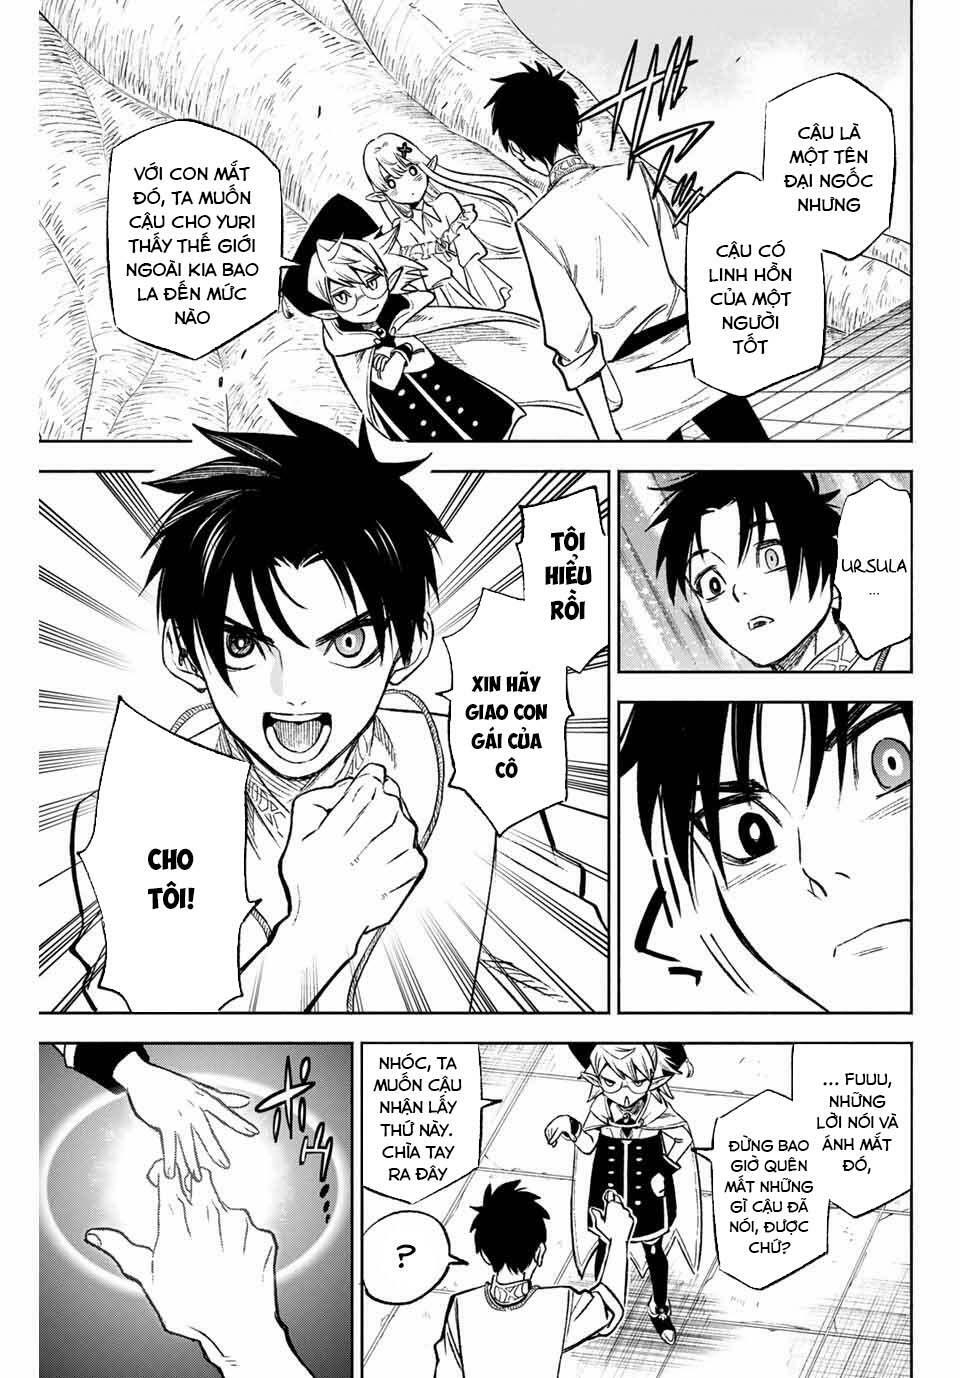 CẬU LÀ
MỘT TÊN
ĐẠI NGỐC
NHƯNG
CẬU CÓ
LINH HỒN
CỦA MỘT
NGƯỜI
TỐT
VỚI CON MẮT
ĐÓ, TA MUỐN
CẬU CHO YURI
THẤY THẾ GIỚI
NGOÀI KIA BAO
LA ĐẾN MỨC
NÀO
URSULA
...
TÔI
HIỂU
RỒI
XIN HÃY
GIAO CON
GÁI CỦA
CÔ
CHO
TÔI!
... FUUU,
NHỮNG
LỜI NÓI VÀ
ÁNH MẮT
ĐÓ,
ĐỪNG BAO
GIỜ QUÊN
MẤT NHỮNG
GÌ CẬU ĐÃ
NÓI, ĐƯỢC
CHỨ?
NHÓC, TA
MUỐN CẬU
NHẬN LẤY
THỨ NÀY.
CHÌA TAY
RA ĐÂY
?